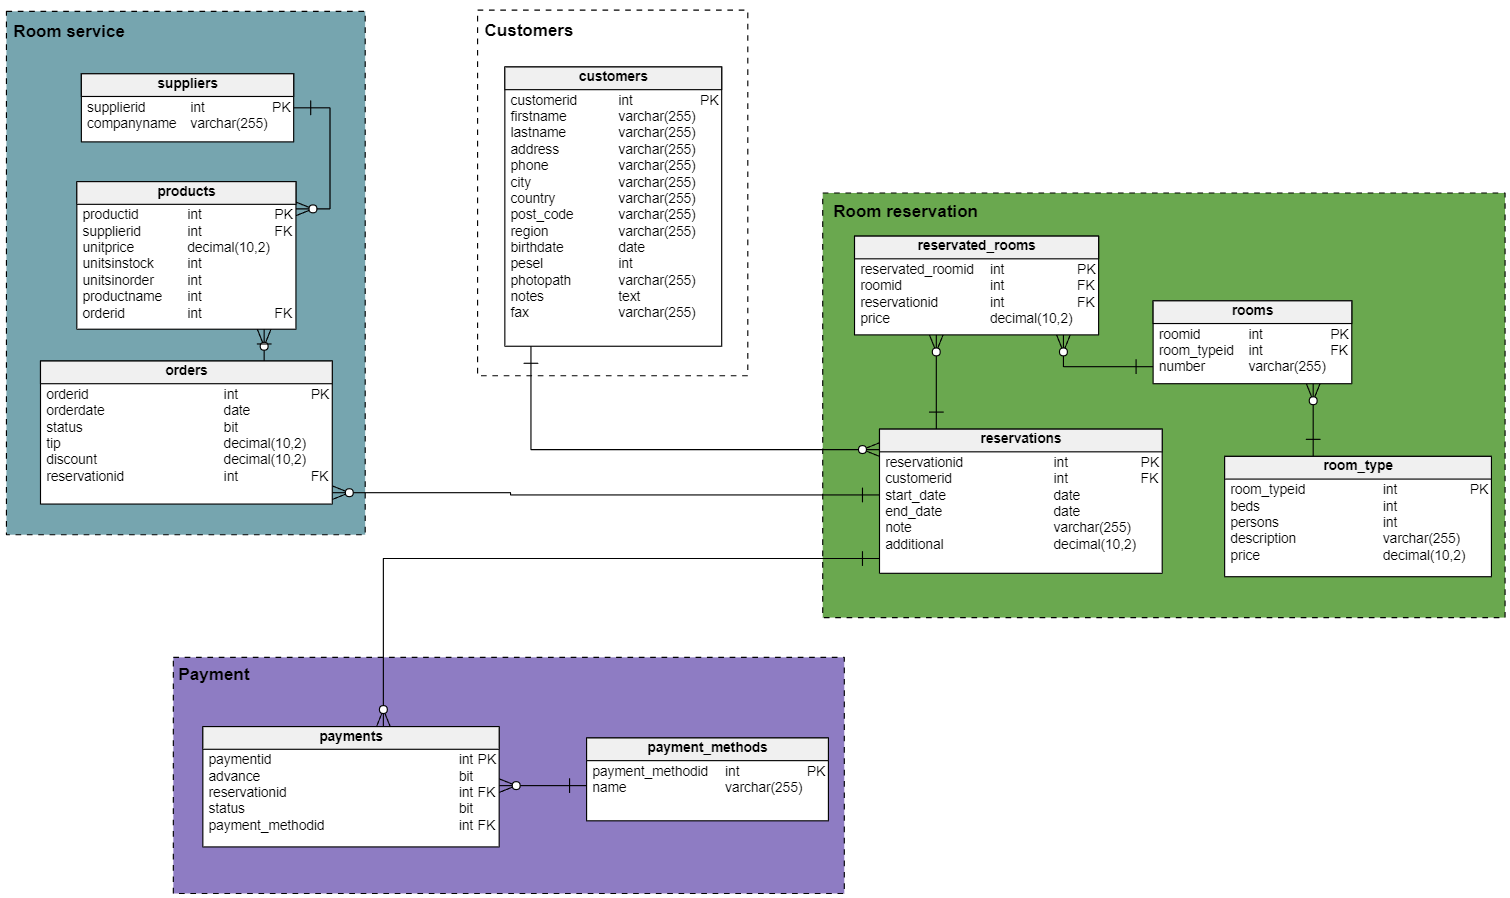 Room service
suppliers
supplierid int PK
companyname varchar(255)
products
productid int PK
supplierid int FK
unitprice decimal(10,2)
unitsinstock int
unitsinorder int
productname int
orderid int FK
orders
orderid int PK
orderdate date
status bit
tip decimal(10,2)
discount decimal(10,2)
reservationid int FK
Customers
customers
customerid int PK
firstname varchar(255)
lastname varchar(255)
address varchar(255)
phone varchar(255)
city varchar(255)
country varchar(255)
post_code varchar(255)
region varchar(255)
birthdate date
pesel int
photopath varchar(255)
notes text
fax varchar(255)
Room reservation
reservated_rooms
reservated_roomid int PK
roomid int FK
reservationid int FK
price decimal(10,2)
rooms
roomid int PK
room_typeid int FK
number varchar(255)
reservations
reservationid int PK
customerid int FK
start_date date
end_date date
note varchar(255)
additional decimal(10,2)
room_type
room_typeid int PK
beds int
persons int
description varchar(255)
price decimal(10,2)
Payment
payments
paymentid int PK
advance bit
reservationid int FK
status bit
payment_methodid int FK
payment_methods
payment_methodid int PK
name varchar(255)